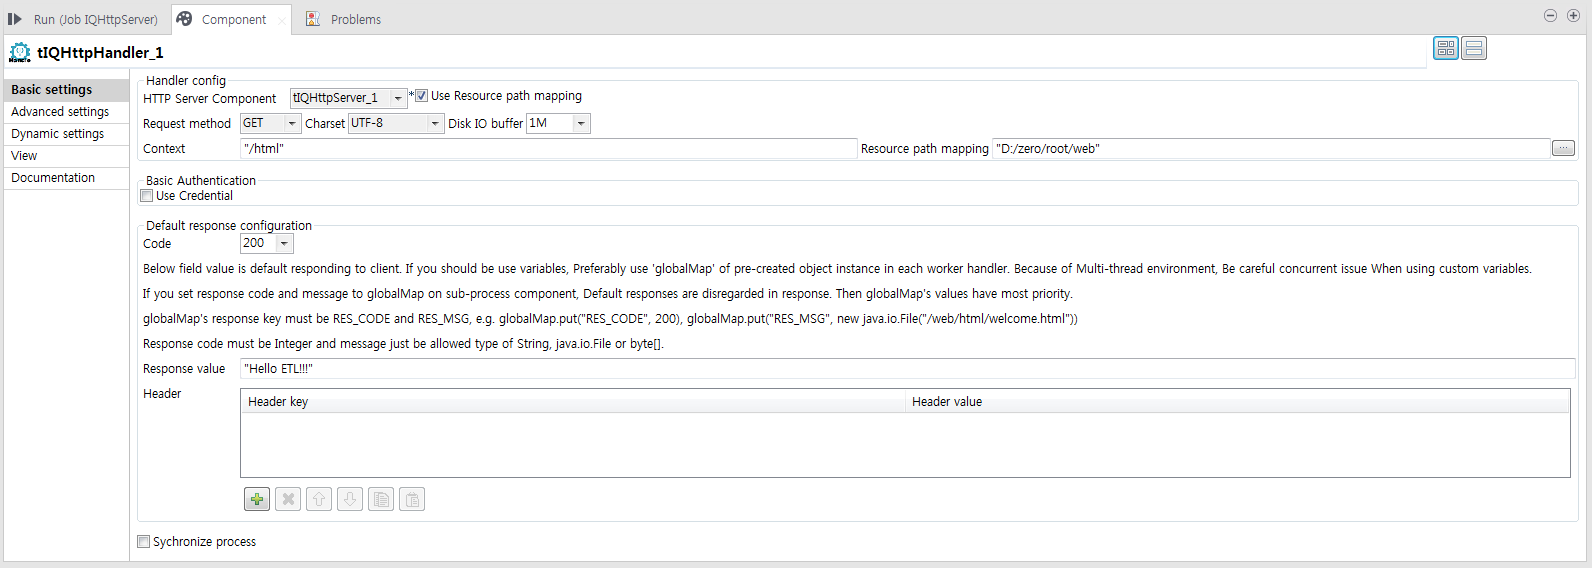 Run (Job IQHttpServer) Component Problems
tIQHttpHandler_1
Basic settings
Advanced settings
Dynamic settings
View
Documentation
Handler config
HTTP Server Component tIQHttpServer_1 * Use Resource path mapping
Request method GET Charset UTF-8 Disk IO buffer 1M
Context "/html" Resource path mapping "D:/zero/root/web" ...
Basic Authentication
Use Credential
Default response configuration
Code 200
Below field value is default responding to client. If you should be use variables, Preferably use 'globalMap' of pre-created object instance in each worker handler. Because of Multi-thread environment, Be careful concurrent issue When using custom variables.
If you set response code and message to globalMap on sub-process component, Default responses are disregarded in response. Then globalMap's values have most priority.
globalMap's response key must be RES_CODE and RES_MSG, e.g. globalMap.put("RES_CODE", 200), globalMap.put("RES_MSG", new java.io.File("/web/html/welcome.html"))
Response code must be Integer and message just be allowed type of String, java.io.File or byte[].
Response value "Hello ETL!!!"
Header Header key Header value
Sychronize process